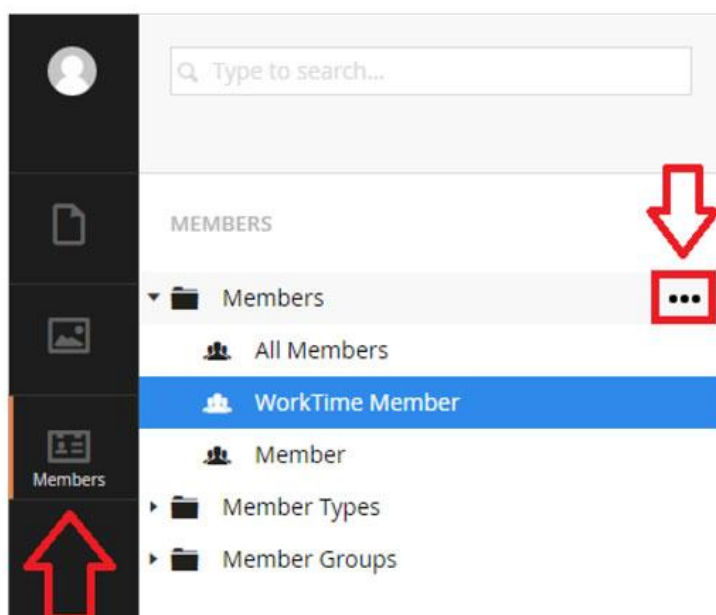 Type to search...
MEMBERS
Members
All Members
WorkTime Member
Member
Members
Member Types
Member Groups